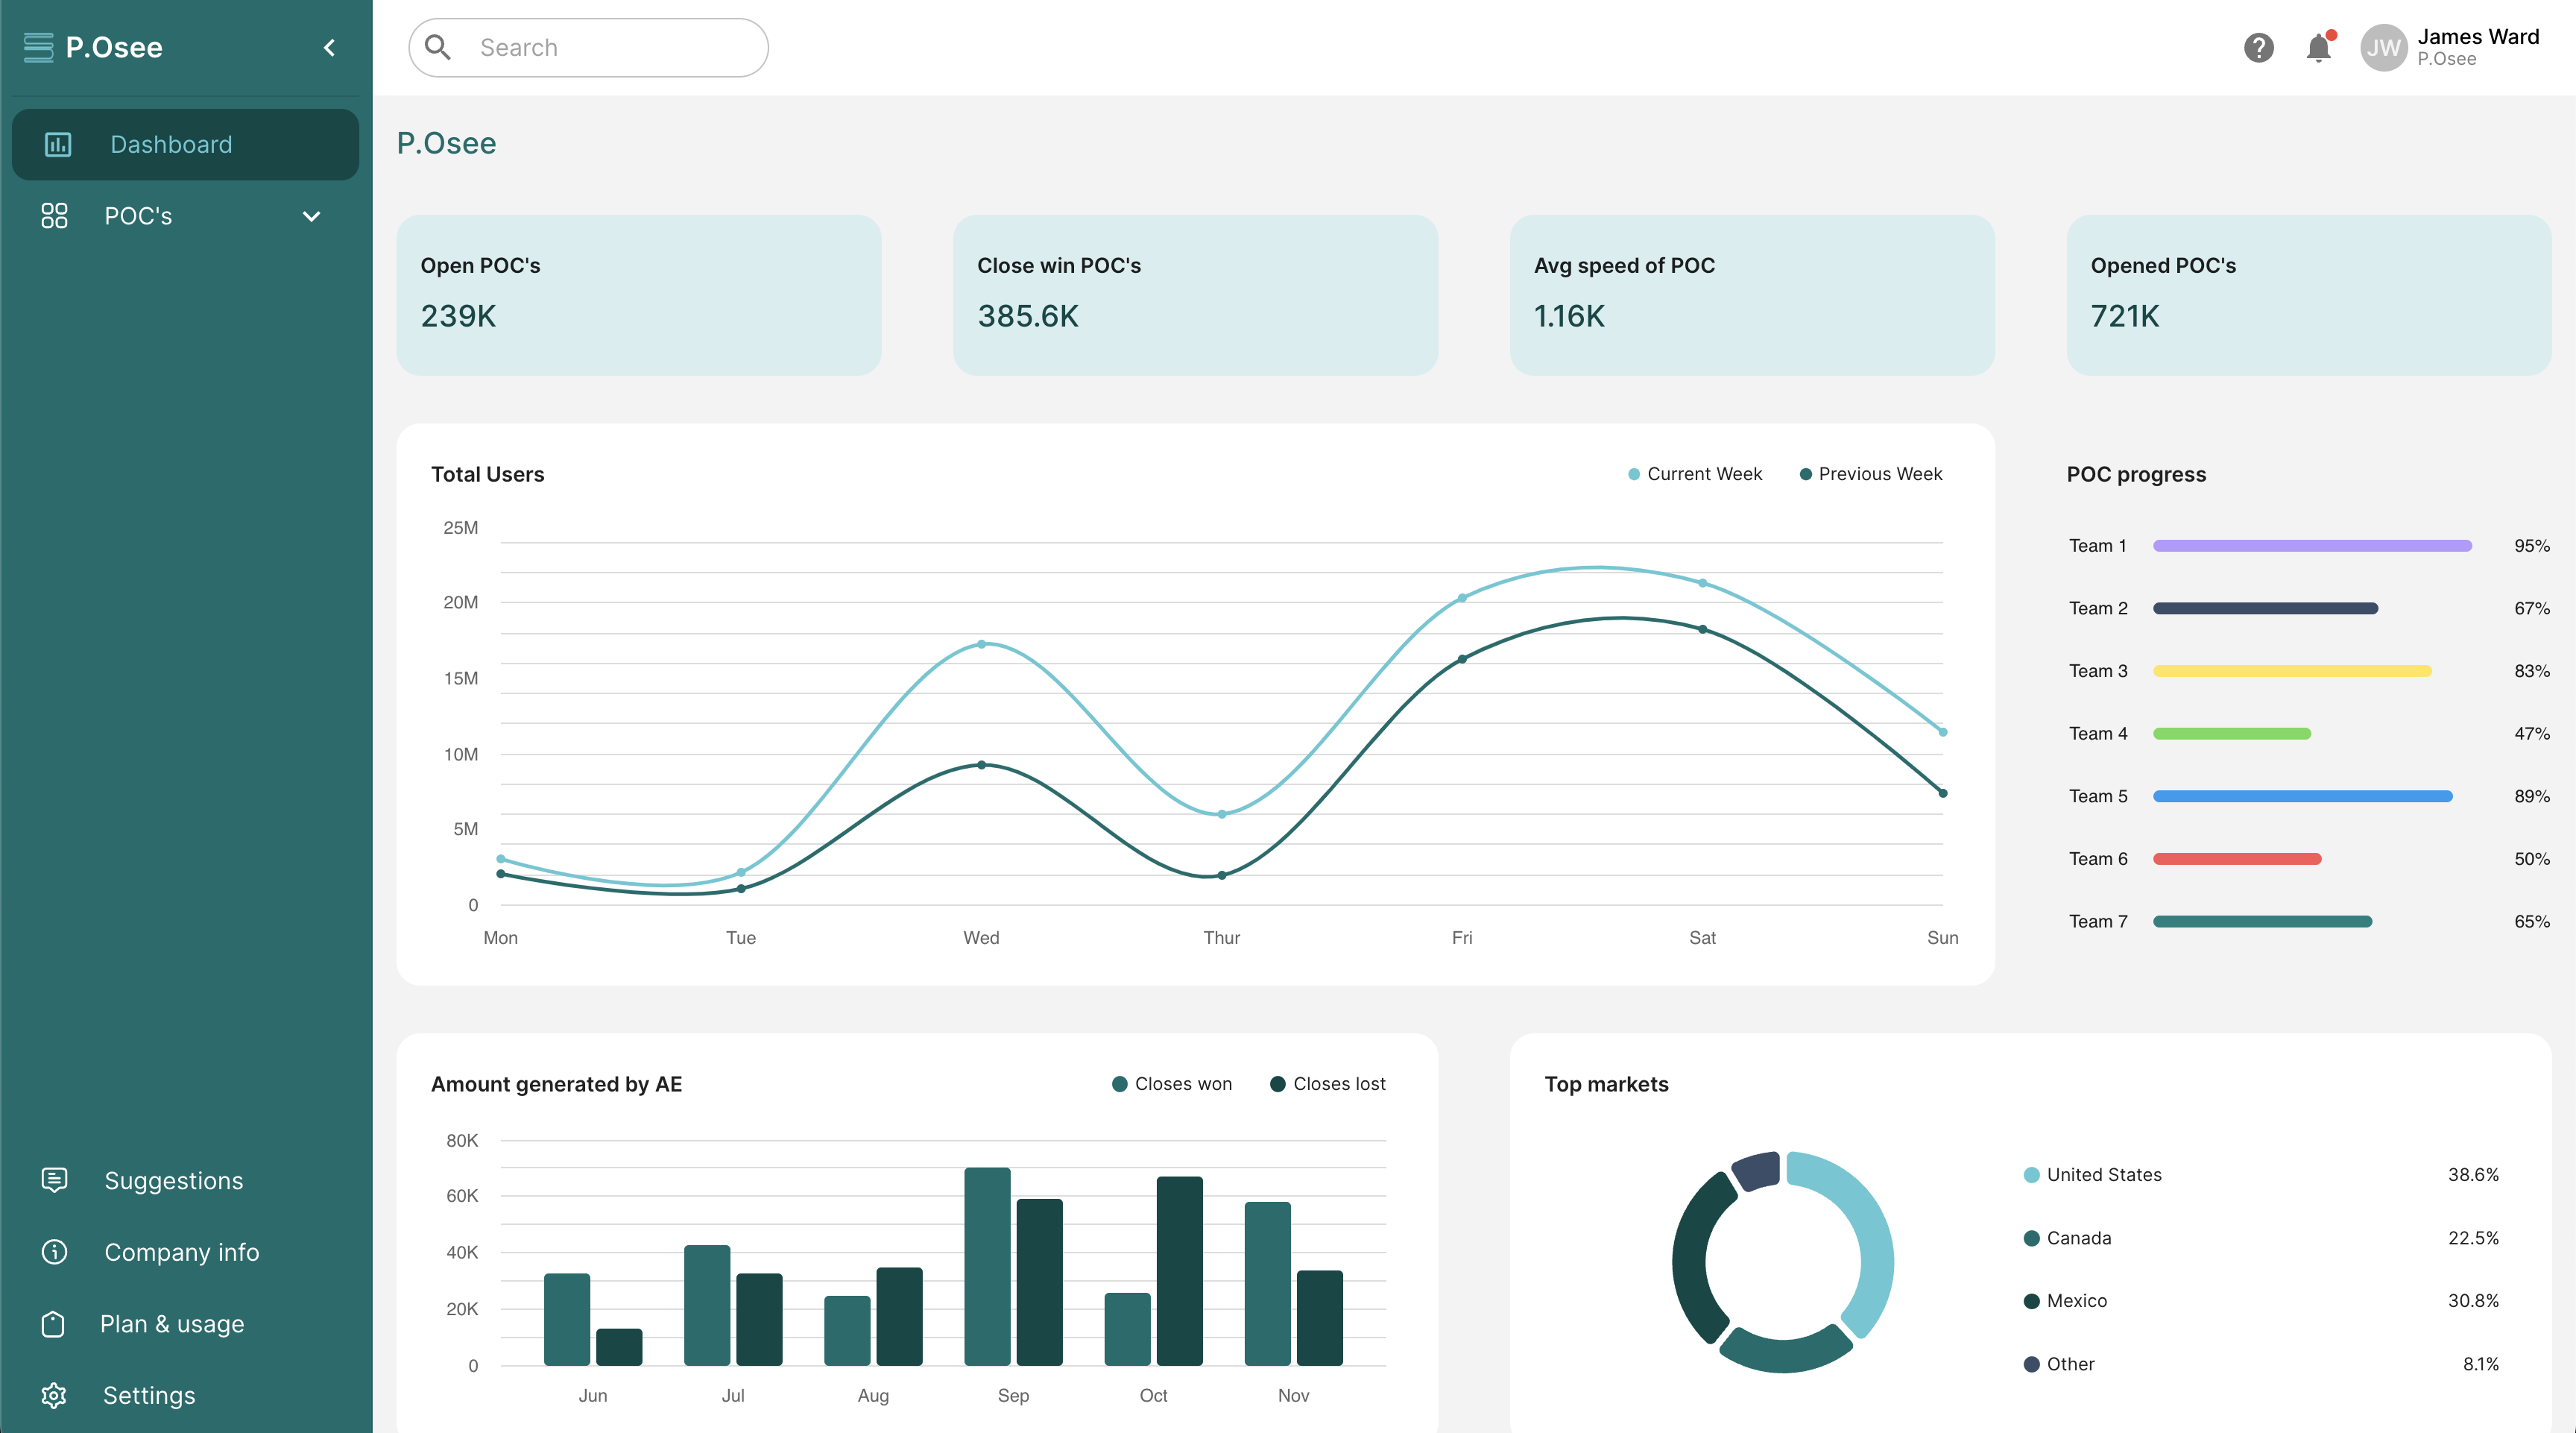 P.Osee
Search
?
JW
James Ward
P.Osee
Dashboard
POC's
Suggestions
Company info
Plan & usage
Settings
P.Osee
Open POC's
239K
Close win POC's
385.6K
Avg speed of POC
1.16K
Opened POC's
721K
Total Users
Current Week
Previous Week
25M
20M
15M
10M
5M
0
Mon Tue Wed Thur Fri Sat Sun
POC progress
Team 1 95%
Team 2 67%
Team 3 83%
Team 4 47%
Team 5 89%
Team 6 50%
Team 7 65%
Amount generated by AE
Closes won
Closes lost
80K
60K
40K
20K
0
Jun Jul Aug Sep Oct Nov
Top markets
United States 38.6%
Canada 22.5%
Mexico 30.8%
Other 8.1%